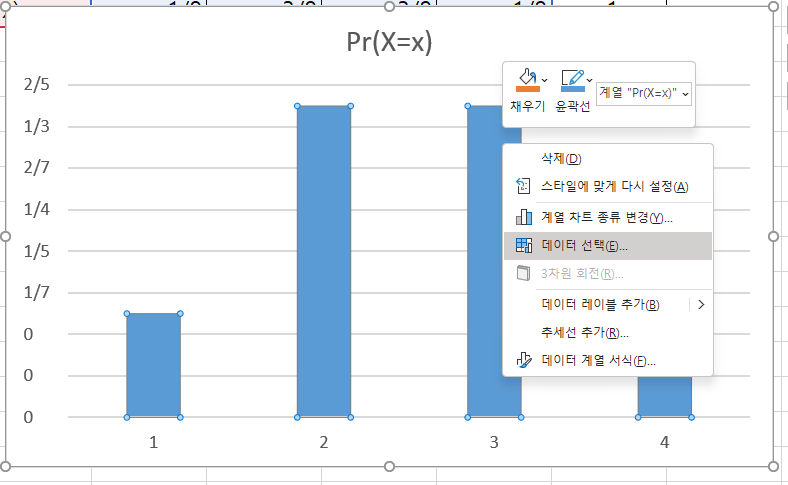 Pr(X=x)
2/5
1/3
2/7
1/4
1/5
1/7
0
0
0
1 2 3 4
채우기 윤곽선 계열 "Pr(X=x)"
삭제(D)
스타일에 맞게 다시 설정(A)
계열 차트 종류 변경(Y)...
데이터 선택(E)...
3차원 회전(R)...
데이터 레이블 추가(B)
추세선 추가(R)...
데이터 계열 서식(F)...